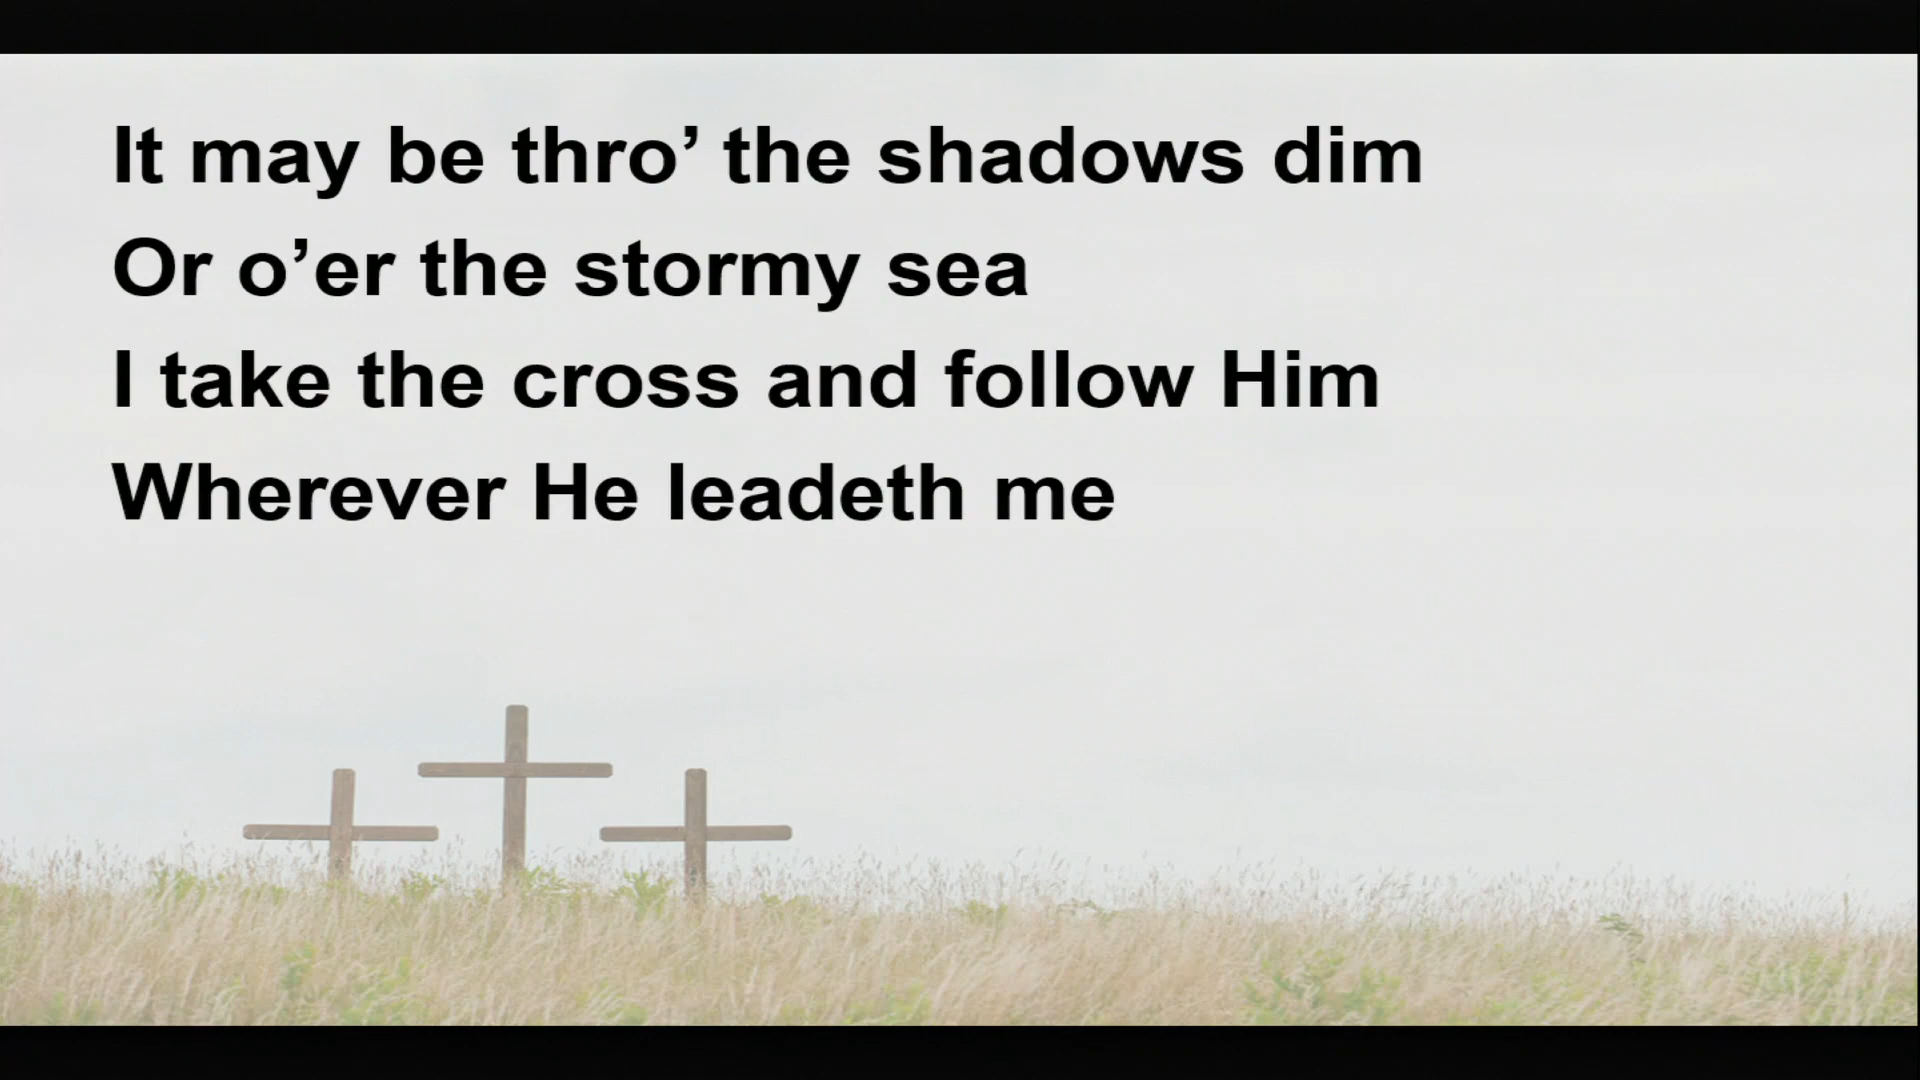 It may be thro’ the shadows dim
Or o’er the stormy sea
I take the cross and follow Him
Wherever He leadeth me